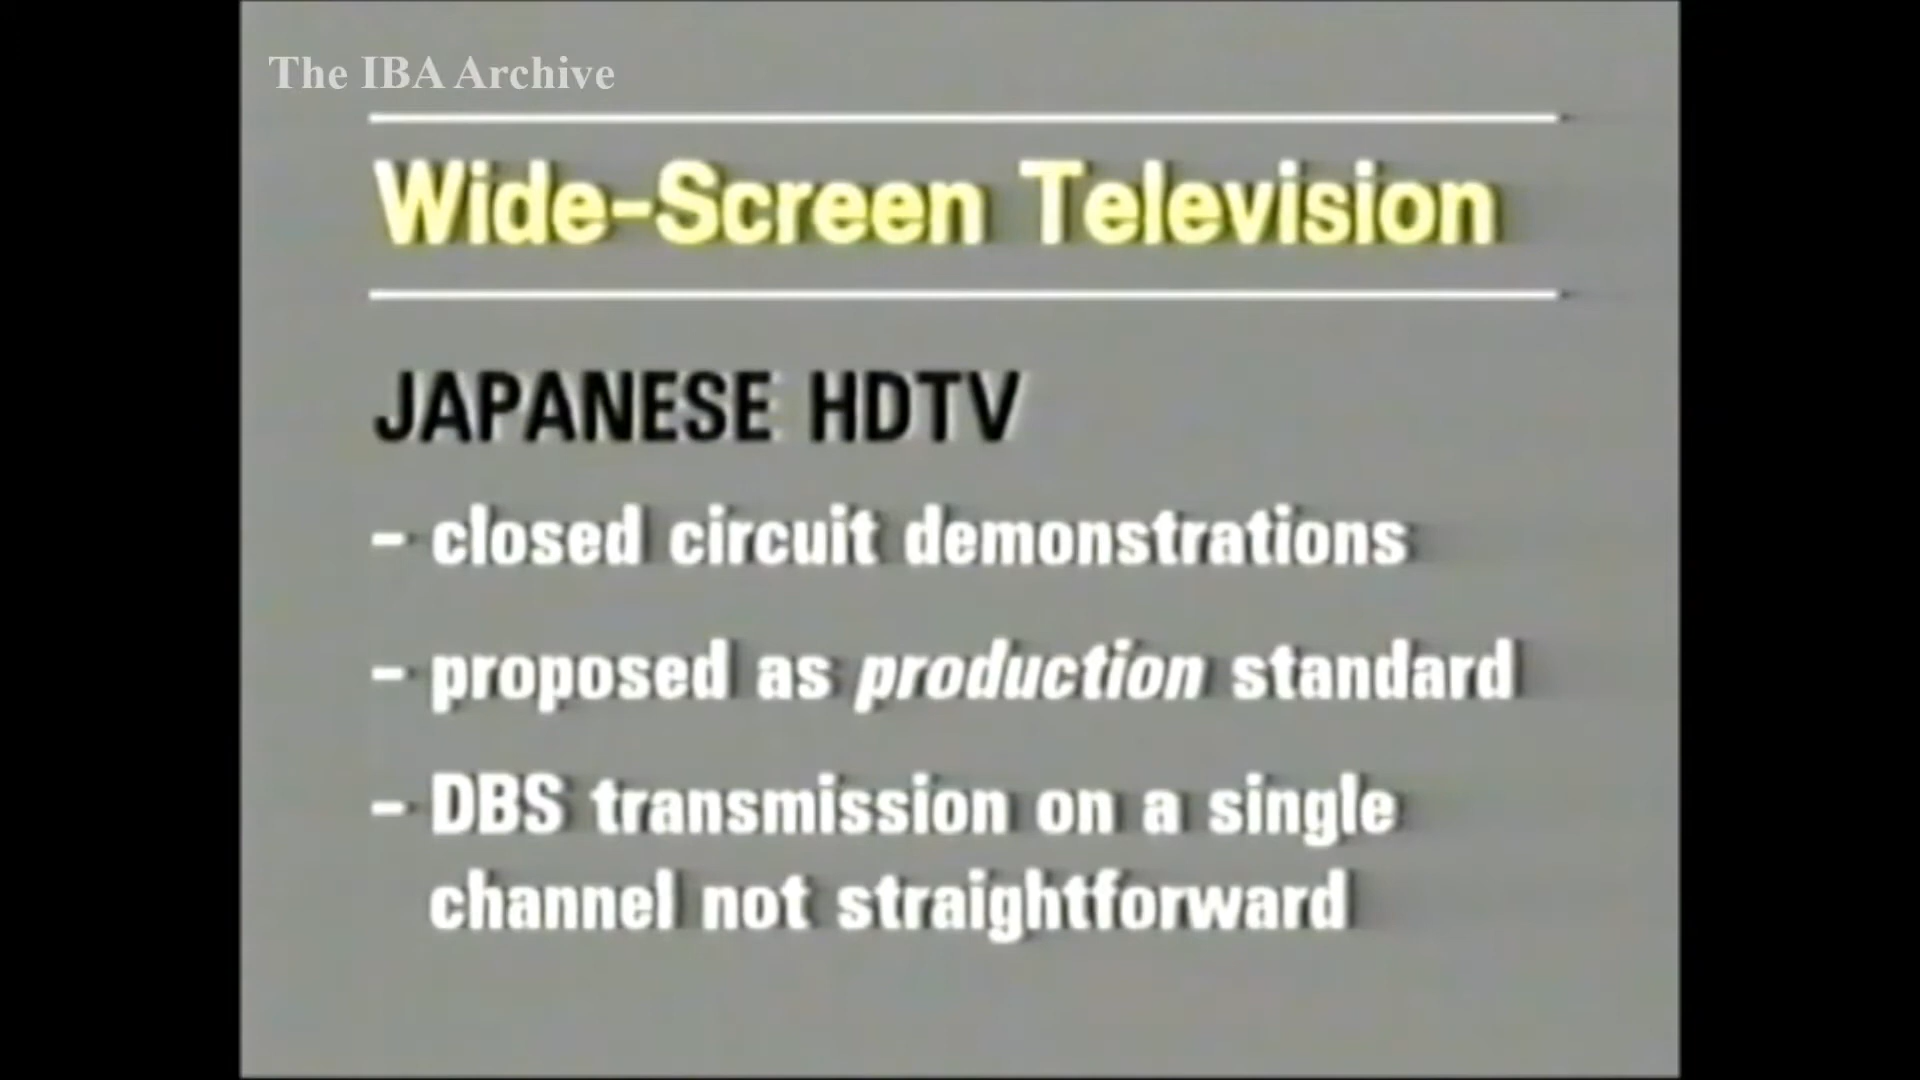 The IBA Archive
Wide-Screen Television
JAPANESE HDTV
- closed circuit demonstrations
- proposed as production standard
- DBS transmission on a single
channel not straightforward